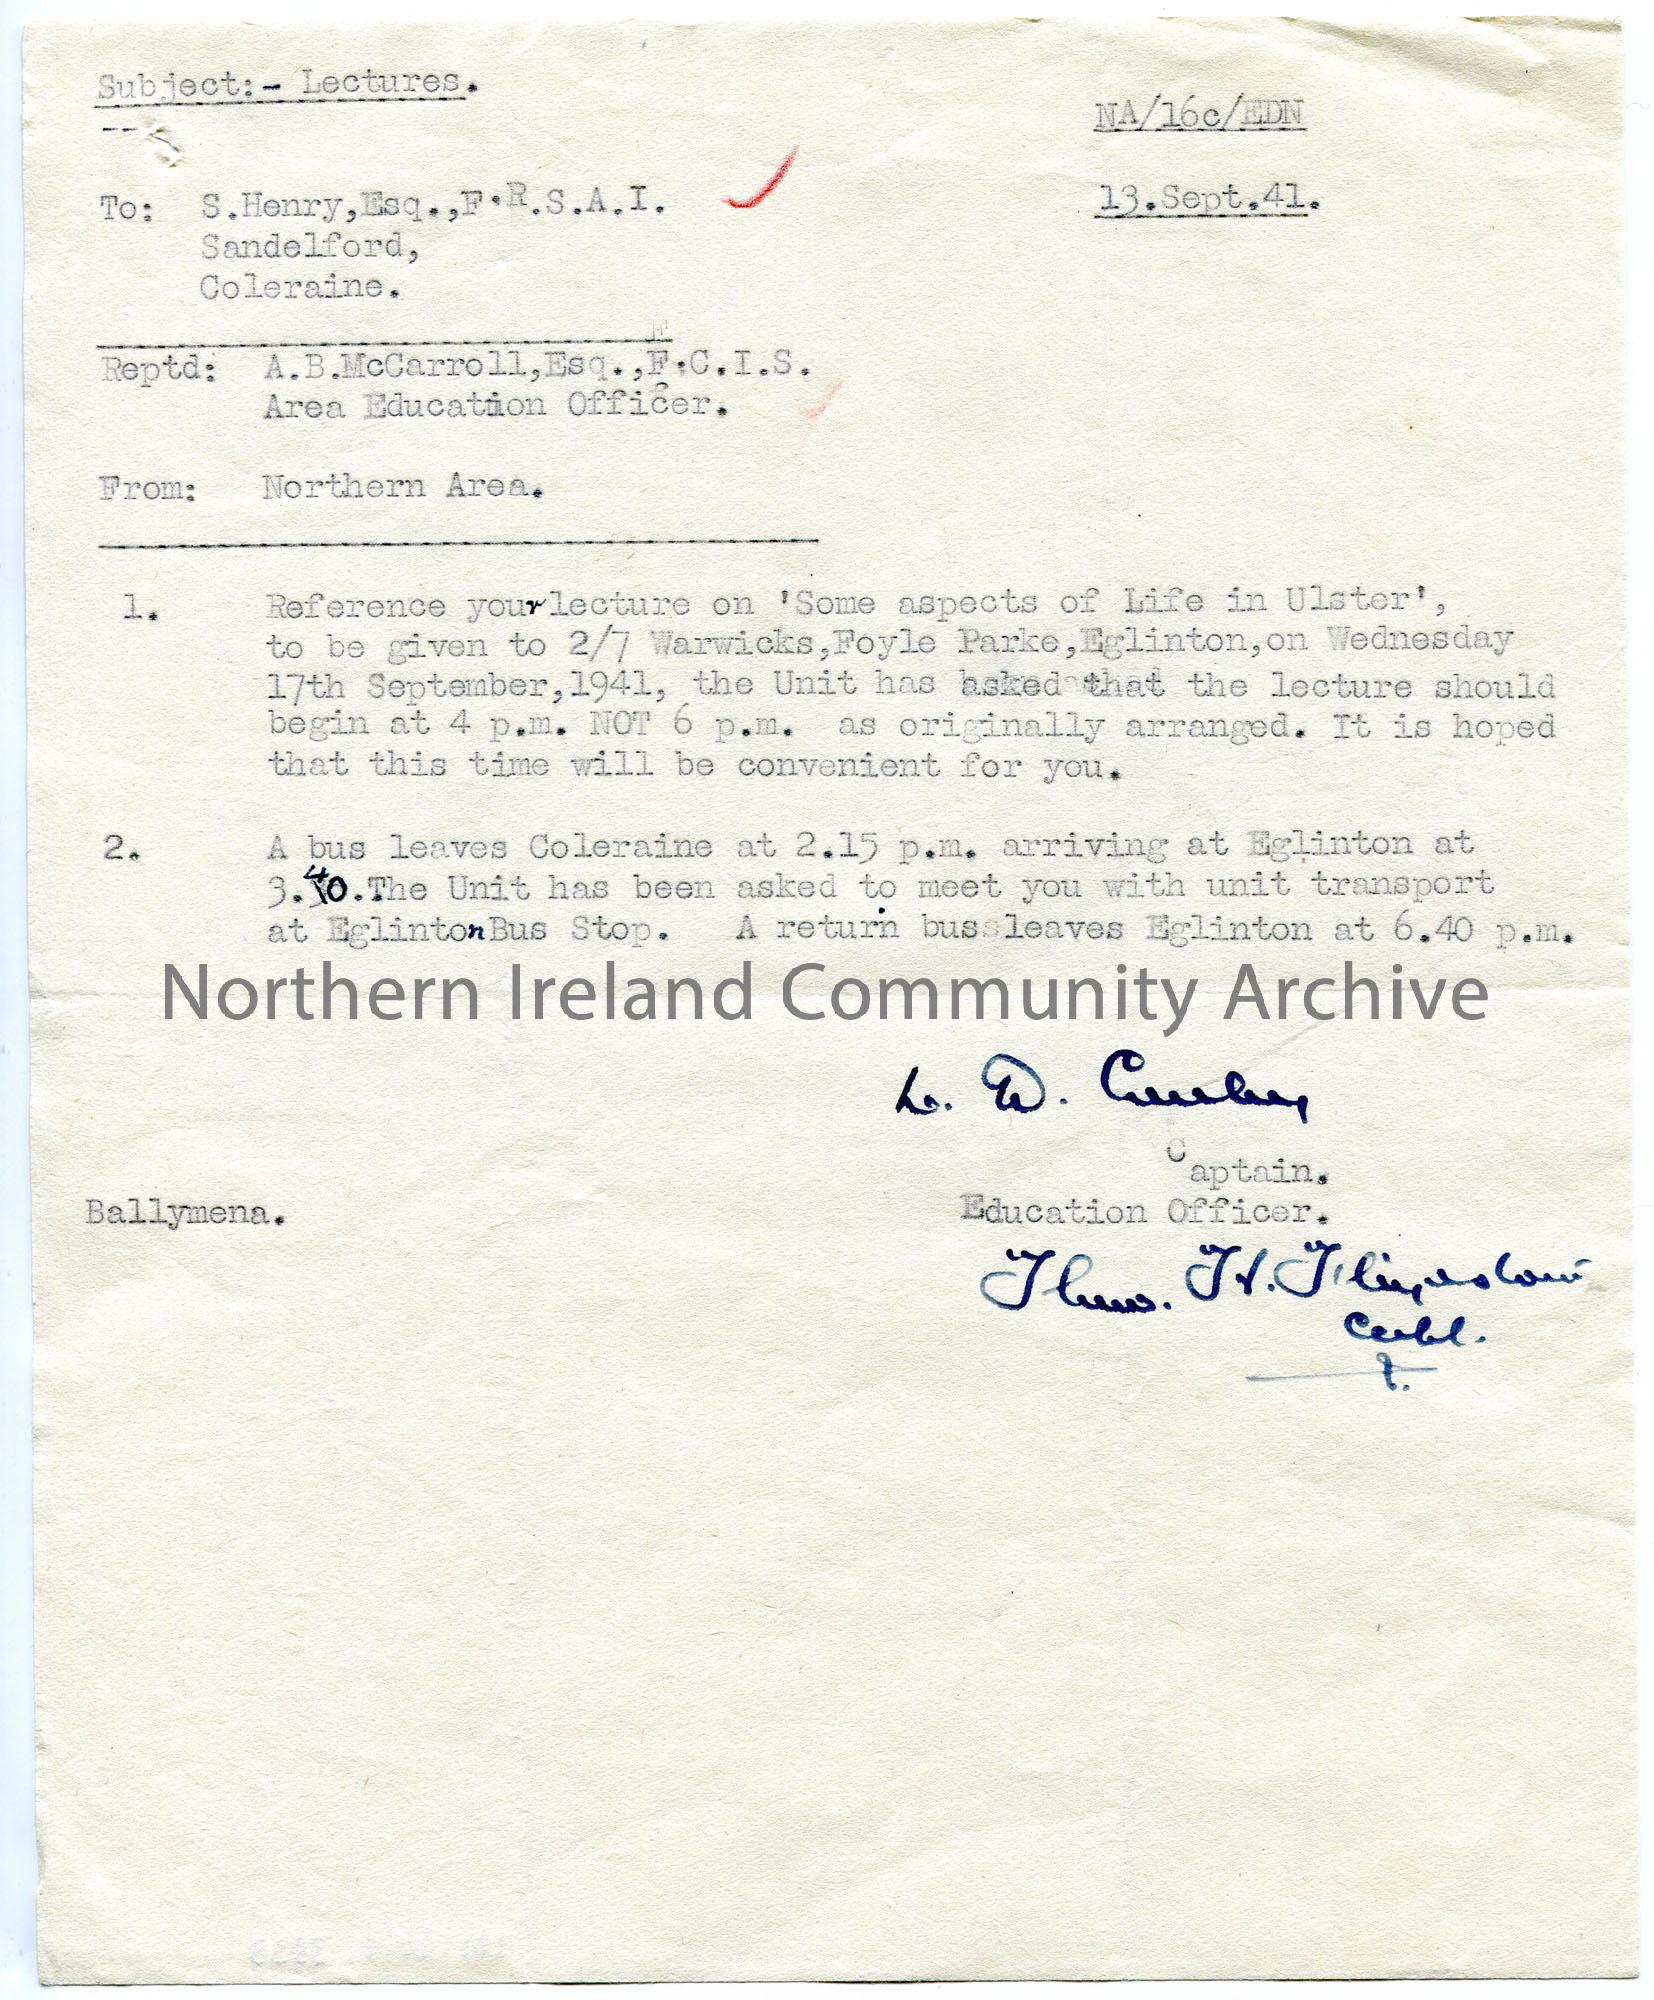 Subject:- Lectures.
NA/16c/EDN
13.Sept.41.
To: S.Henry,Esq.,F.R.S.A.I.
Sandelford,
Coleraine.
Reptd: A.B.McCarroll,Esq.,F.C.I.S.
Area Education Officer.
From: Northern Area.
1. Reference your lecture on 'Some aspects of Life in Ulster',
to be given to 2/7 Warwicks,Foyle Parke,Eglinton,on Wednesday
17th September,1941, the Unit has asked that the lecture should
begin at 4 p.m. NOT 6 p.m. as originally arranged. It is hoped
that this time will be convenient for you.
2. A bus leaves Coleraine at 2.15 p.m. arriving at Eglinton at
3.40.The Unit has been asked to meet you with unit transport
at Eglinton Bus Stop. A return bus leaves Eglinton at 6.40 p.m.
Northern Ireland Community Archive
Captain.
Ballymena.
Education Officer.